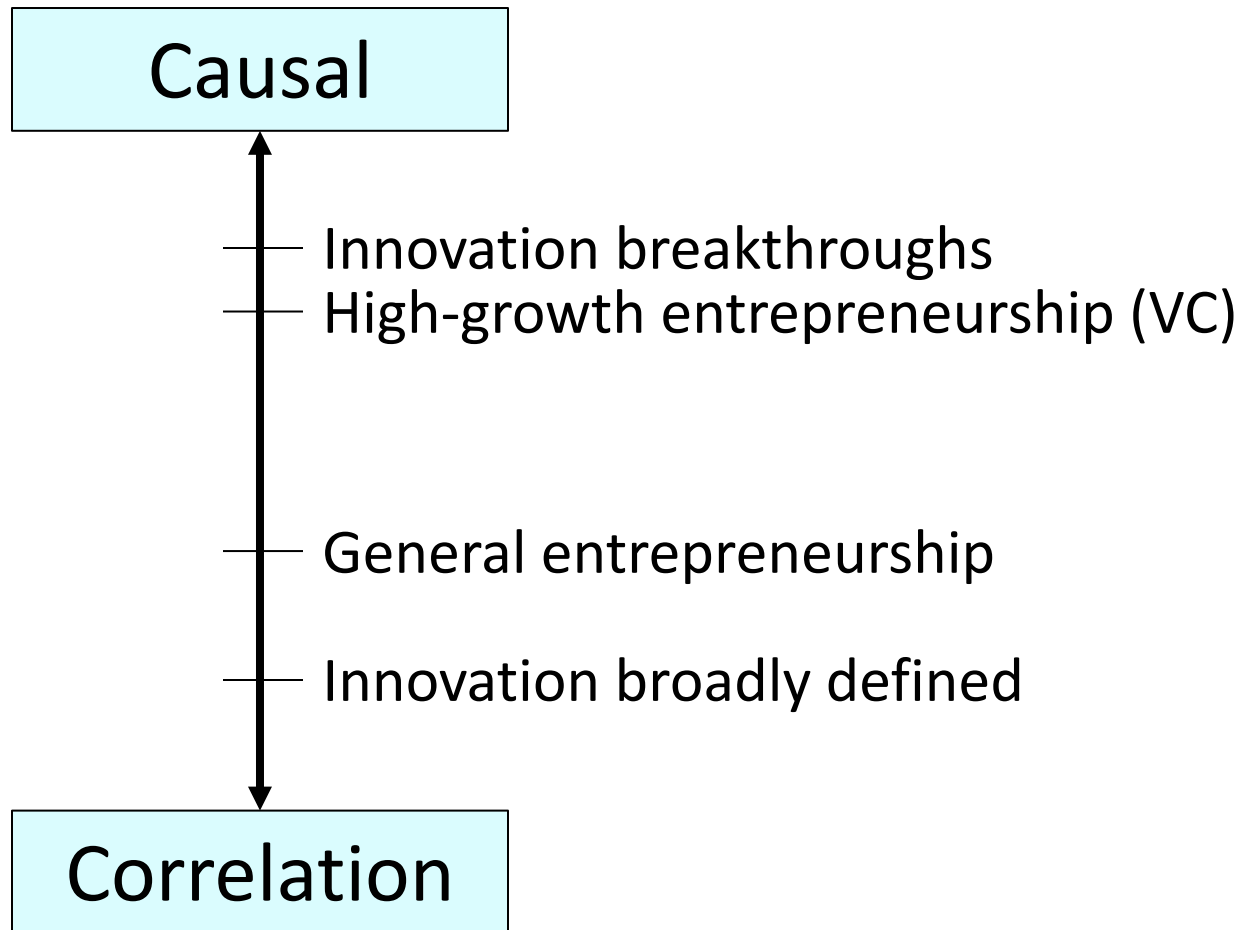 Causal
Innovation breakthroughs
High-growth entrepreneurship (VC)
General entrepreneurship
Innovation broadly defined
Correlation